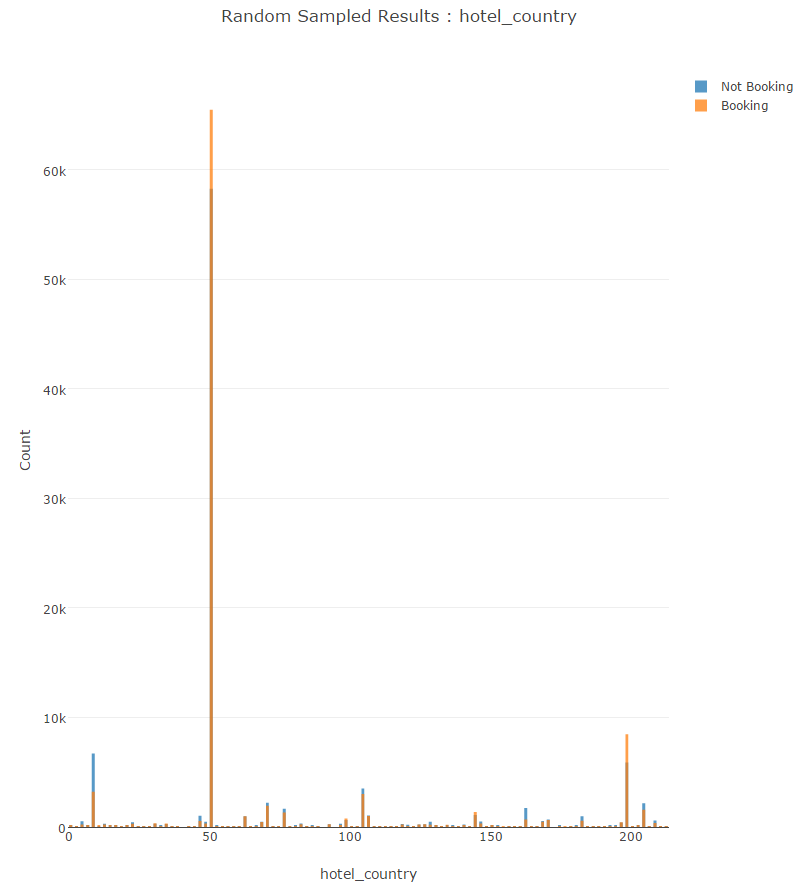 Random Sampled Results : hotel_country
Not Booking
Booking
60k
50k
40k
30k
20k
10k
0
Count
0 50 100 150 200
hotel_country